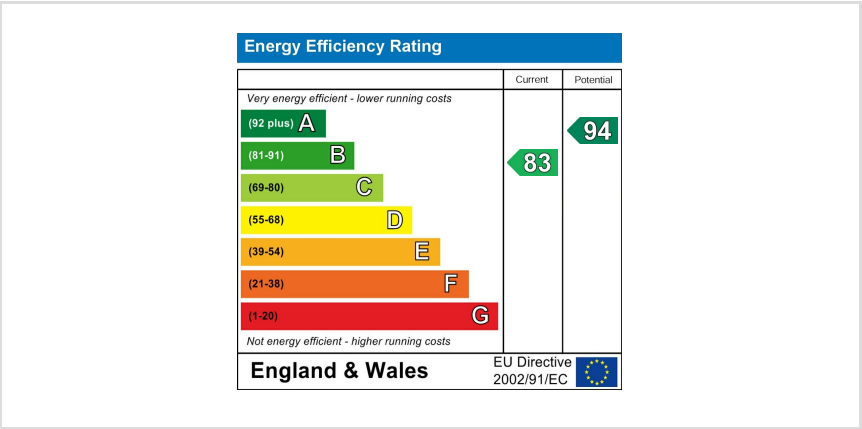 Energy Efficiency Rating
Current Potential
Very energy efficient - lower running costs
(92 plus) A
94
(81-91) B
83
(69-80) C
(55-68) D
(39-54) E
(21-38) F
(1-20) G
Not energy efficient - higher running costs
England & Wales
EU Directive
2002/91/EC